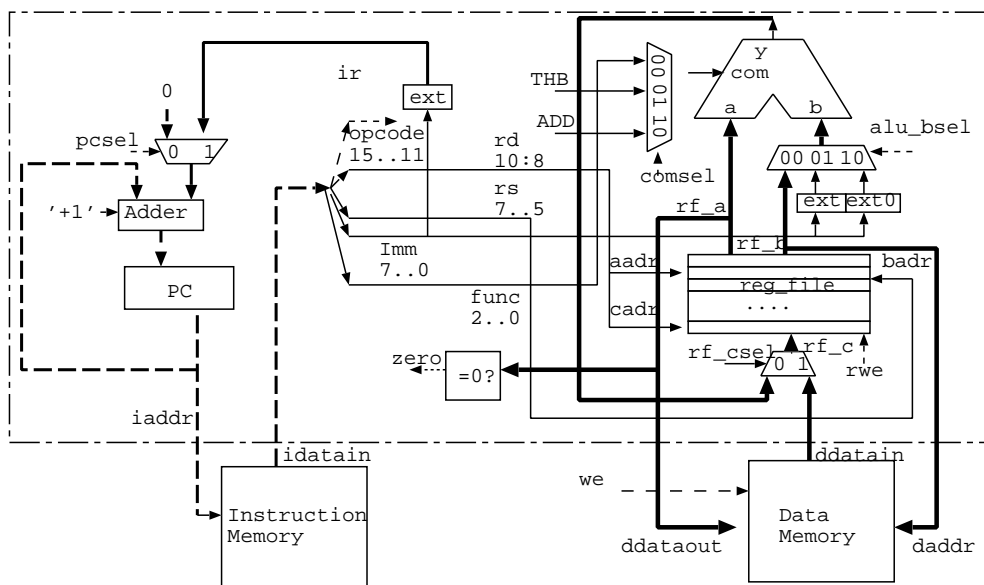 y
com
a
b
ir
ext
THB
ADD
00 01 10
comsel
0
pcsel
0 1
opcode
15..11
rd
10:8
rs
7..5
alu_bsel
00 01 10
ext
ext0
'+1'
Adder
PC
Imm
7..0
func
2..0
rf_a
rf_b
aadr
badr
reg_file
....
cadr
rf_csel
rf_c
0 1
rwe
zero
=0?
iaddr
idatain
ddatain
we
Instruction
Memory
Data
Memory
ddataout
daddr